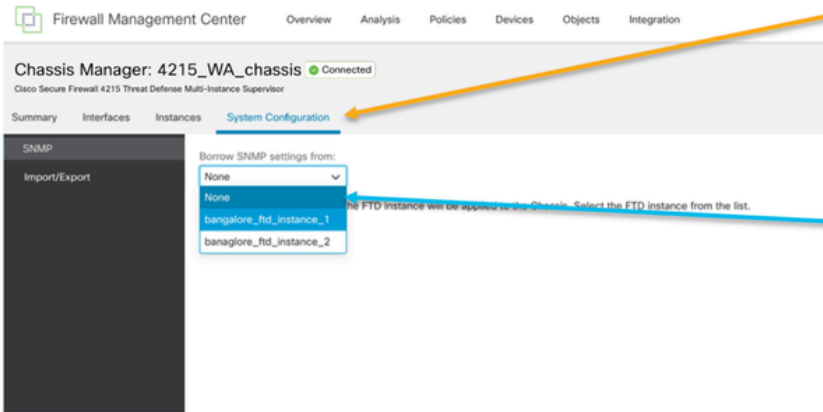 Firewall Management Center Overview Analysis Policies Devices Objects Integration
Chassis Manager: 4215_WA_chassis Connected
Cisco Secure Firewall 4215 Threat Defense Multi-Instance Supervisor
Summary Interfaces Instances System Configuration
SNMP
Borrow SNMP settings from:
Import/Export
None
None
he FTD instance will be applied to the Chassis. Select the FTD instance from the list.
bangalore_ftd_instance_1
banaglore_ftd_instance_2